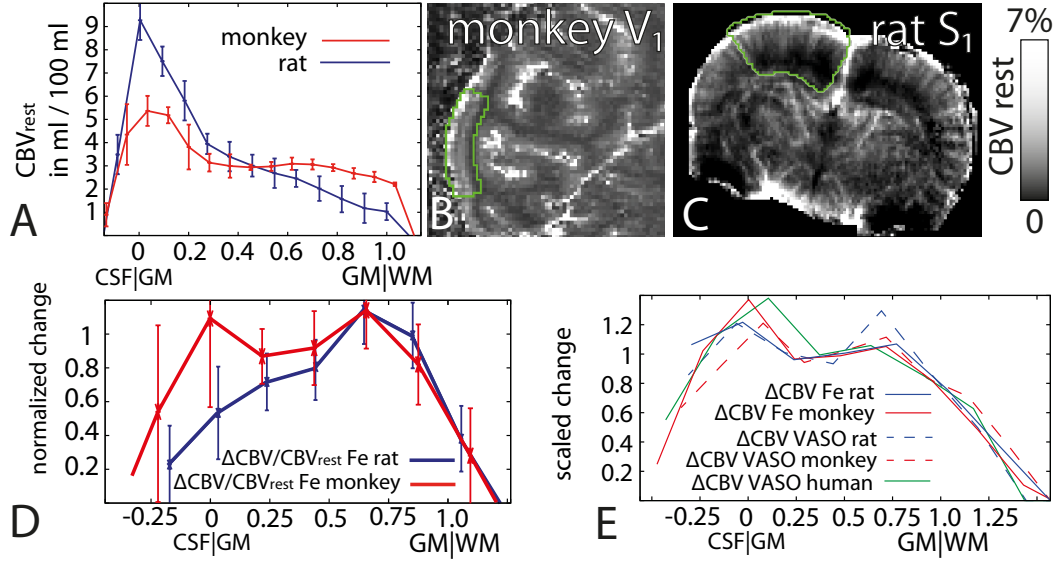 A
CBVrest
in ml / 100 ml
9
8
7
6
5
4
3
2
1
monkey
rat
0 0.2 0.4 0.6 0.8 1.0
CSF|GM GM|WM
monkey V1
B
rat S1
C
7%
CBV rest
0
D
normalized change
1
0.8
0.6
0.4
0.2
ΔCBV/CBVrest Fe rat
ΔCBV/CBVrest Fe monkey
-0.25 0 0.25 0.50 0.75 1.0
CSF|GM GM|WM
E
scaled change
1.2
1
0.8
0.6
0.4
0.2
ΔCBV Fe rat
ΔCBV Fe monkey
ΔCBV VASO rat
ΔCBV VASO monkey
ΔCBV VASO human
-0.25 0 0.25 0.50 0.75 1.0 1.25
CSF|GM GM|WM